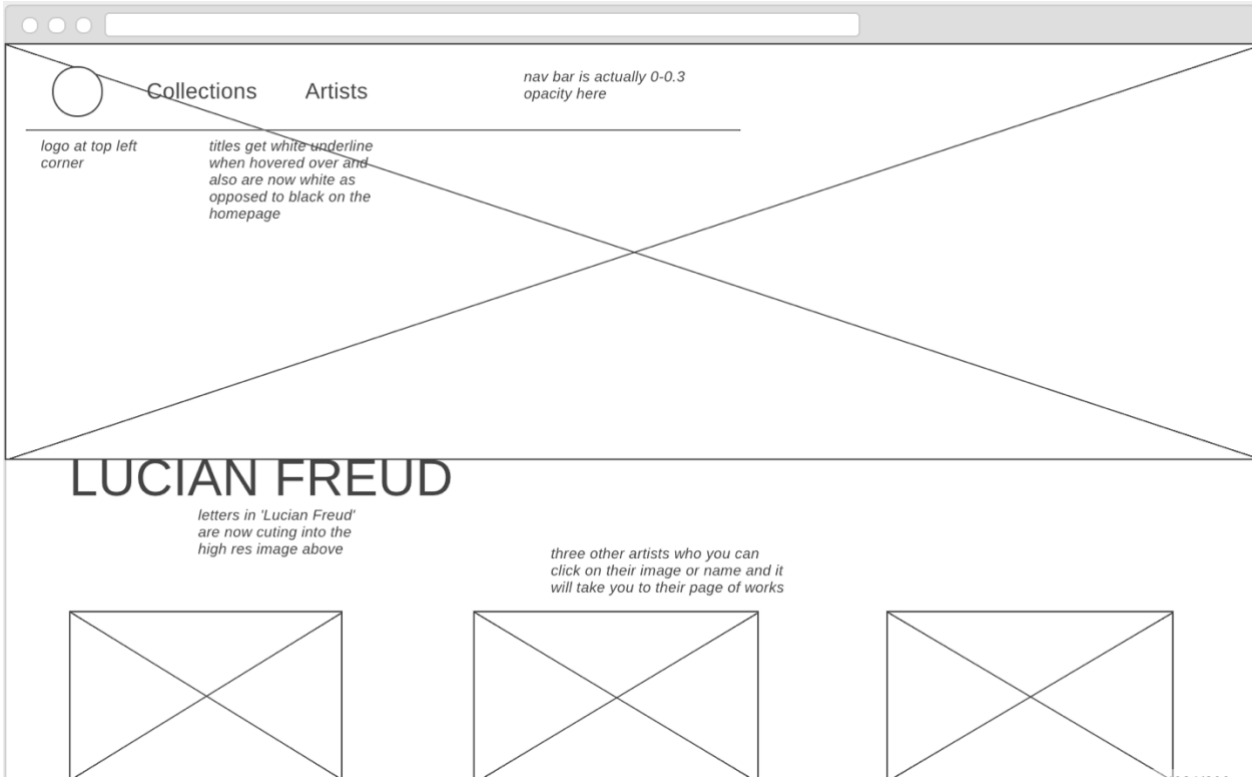 Collections Artists
nav bar is actually 0-0.3
opacity here
logo at top left
corner
titles get white underline
when hovered over and
also are now white as
opposed to black on the
homepage
LUCIAN FREUD
letters in 'Lucian Freud'
are now cuting into the
high res image above
three other artists who you can
click on their image or name and it
will take you to their page of works